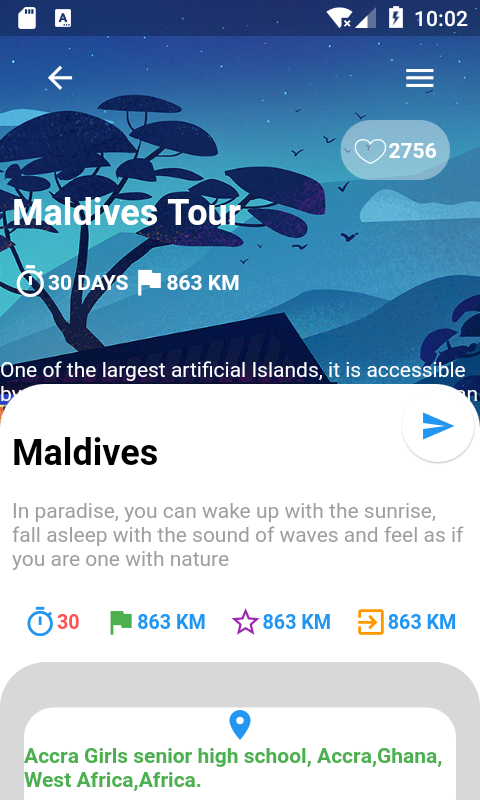 10:02
2756
Maldives Tour
30 DAYS 863 KM
One of the largest artificial Islands, it is accessible
Maldives
In paradise, you can wake up with the sunrise,
fall asleep with the sound of waves and feel as if
you are one with nature
30 863 KM 863 KM 863 KM
Accra Girls senior high school, Accra,Ghana,
West Africa,Africa.